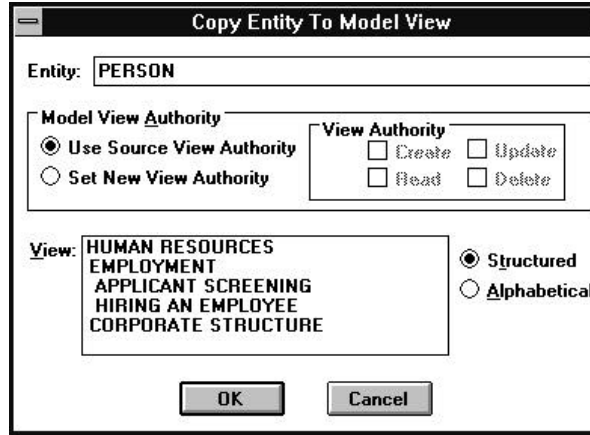 Copy Entity To Model View
Entity: PERSON
Model View Authority
Use Source View Authority
Set New View Authority
View Authority
Create Update
Read Delete
View: HUMAN RESOURCES
EMPLOYMENT
APPLICANT SCREENING
HIRING AN EMPLOYEE
CORPORATE STRUCTURE
Structured
Alphabetical
OK Cancel